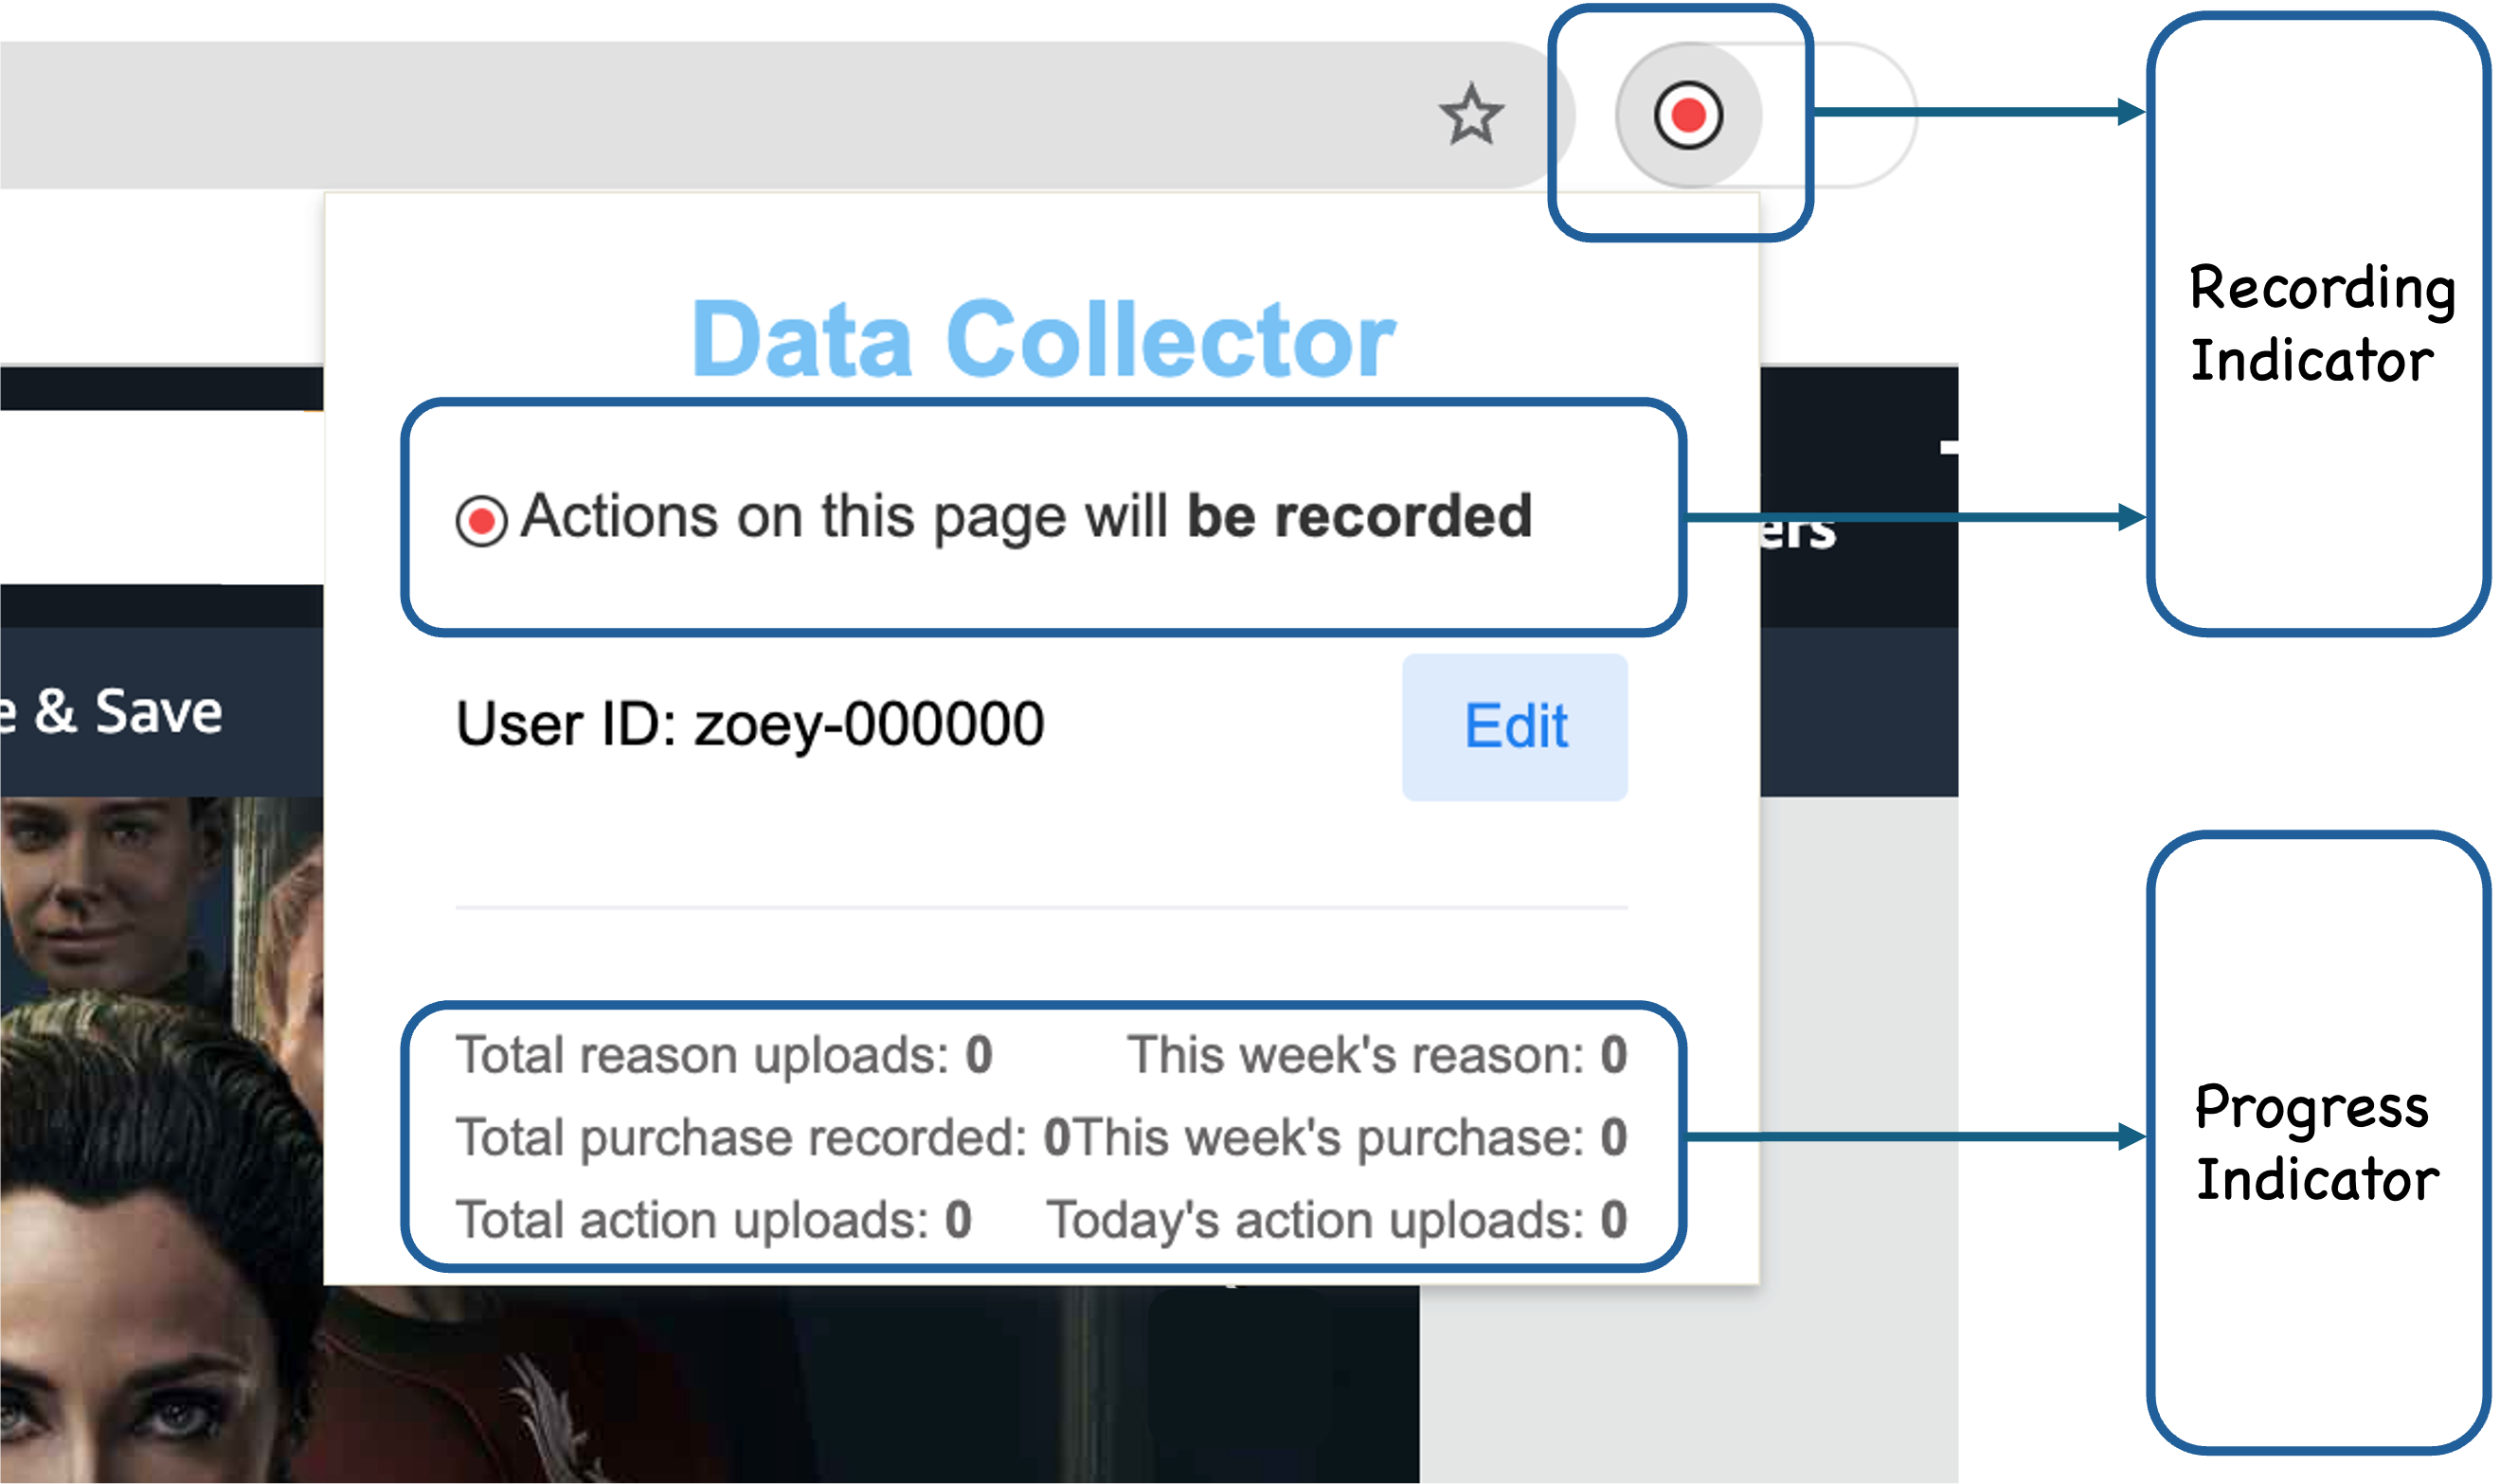 Data Collector
Actions on this page will be recorded
User ID: zoey-000000
Edit
Total reason uploads: 0
This week's reason: 0
Total purchase recorded: 0
This week's purchase: 0
Total action uploads: 0
Today's action uploads: 0
& Save
Recording
Indicator
Progress
Indicator